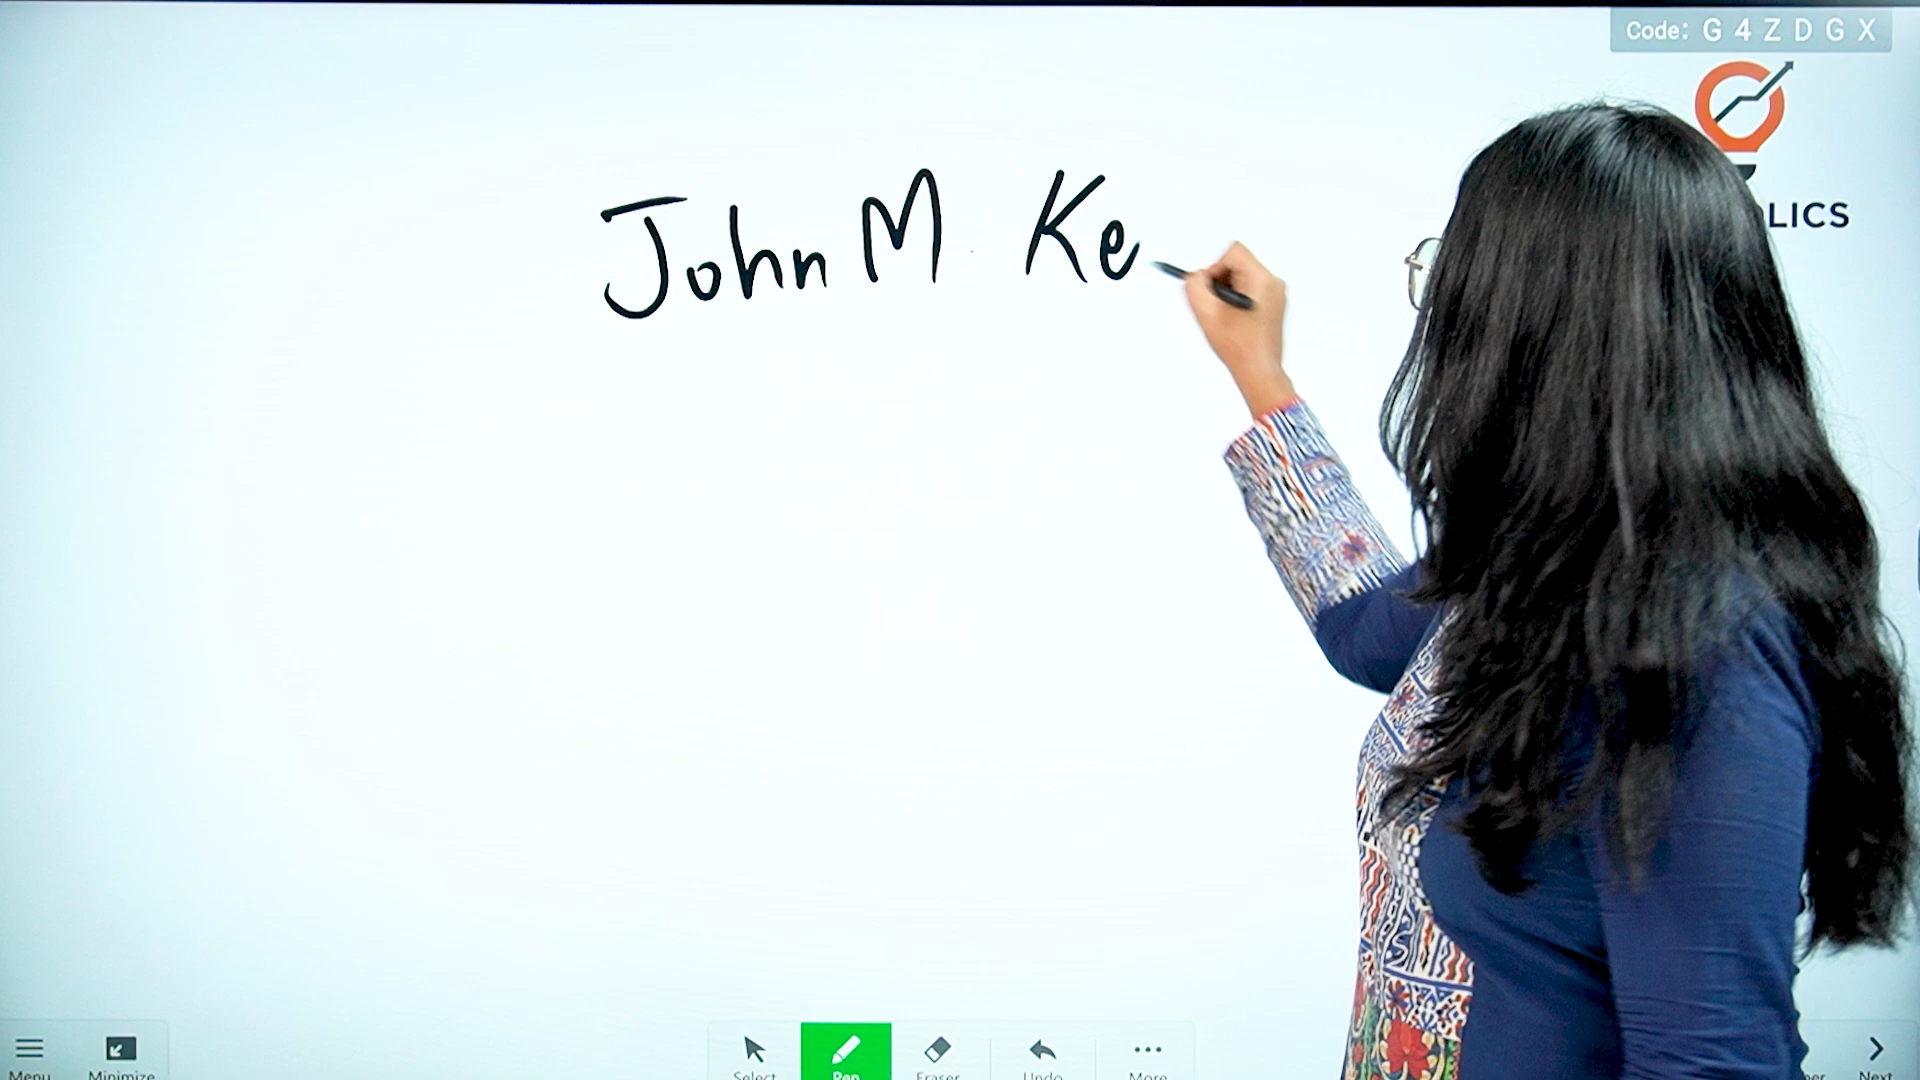 Code: G 4 Z D G X
LICS
John M Ke
Menu
Minimize
Select
Pen
Eraser
Undo
More
Next